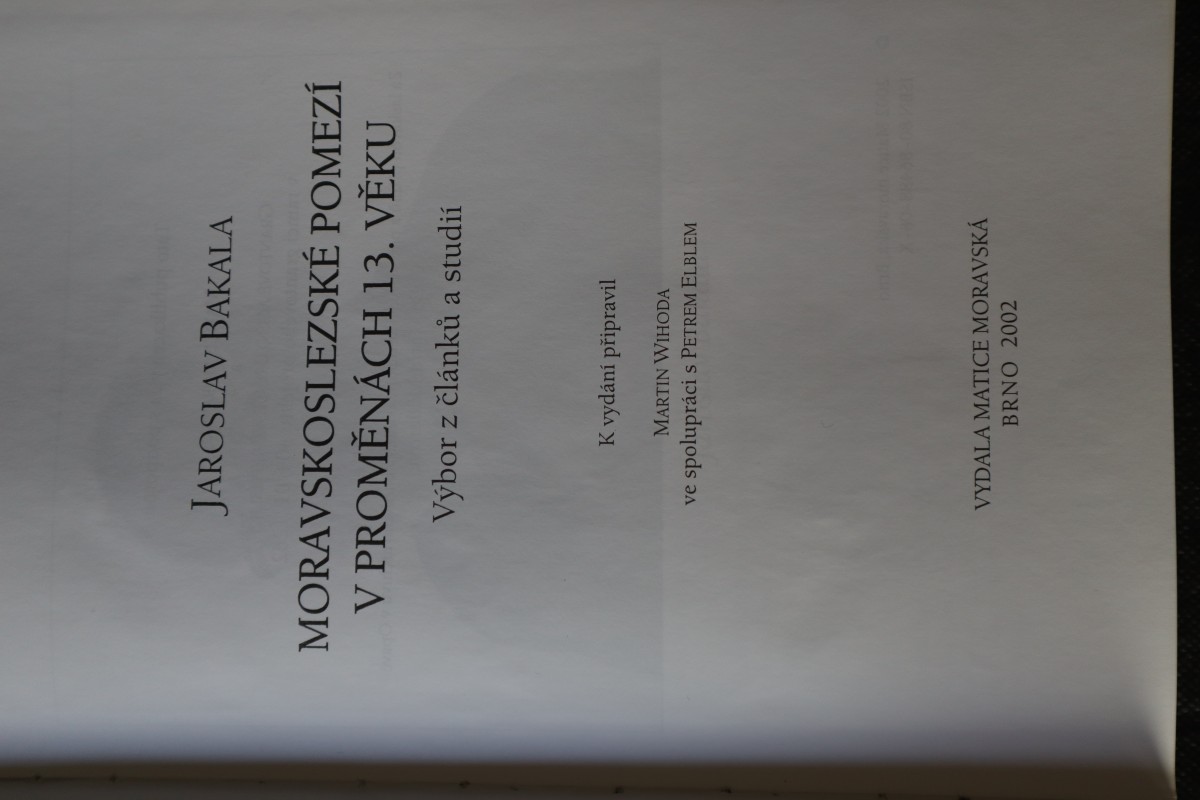 JAROSLAV BAKALA
MORAVSKOSLEZSKÉ POMEZÍ
V PROMĚNÁCH 13. VĚKU
Výbor z článků a studií
K vydání připravil
MARTIN WIHODA
ve spolupráci s PETREM ELBLEM
VYDALA MATICE MORAVSKÁ
BRNO 2002